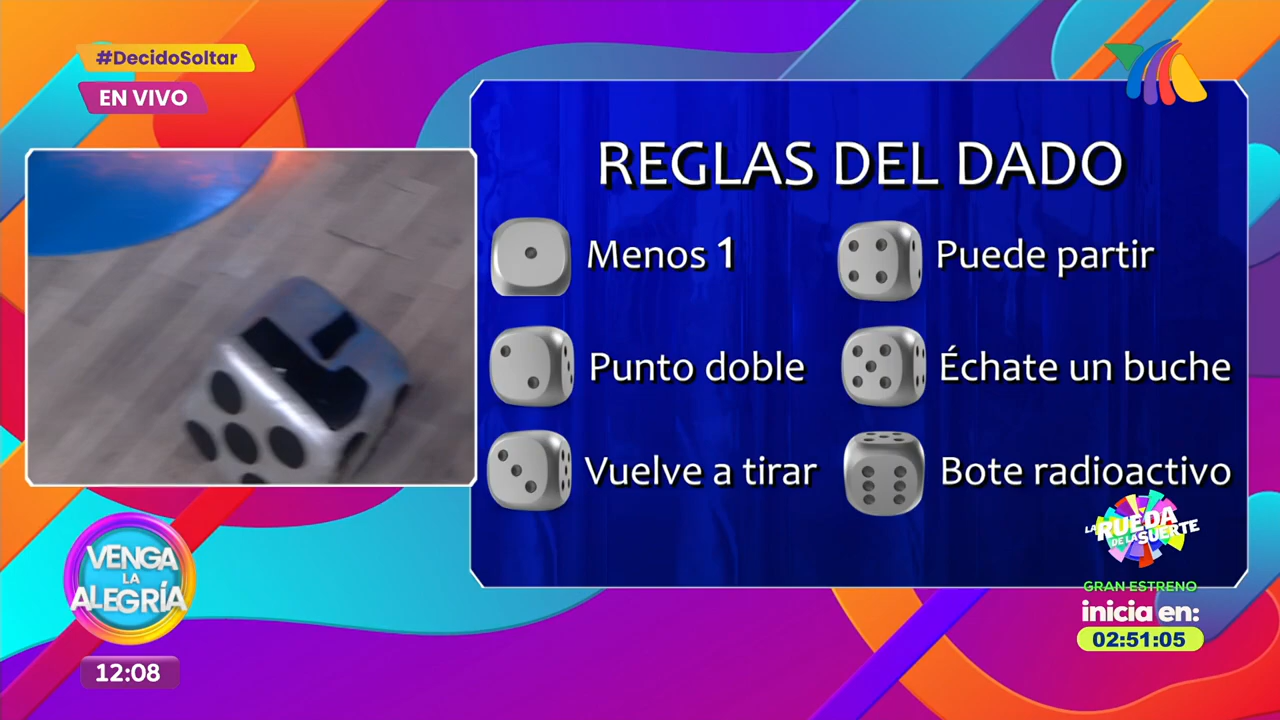 #DecidoSoltar
EN VIVO
REGLAS DEL DADO
Menos 1
Puede partir
Punto doble
Échate un buche
Vuelve a tirar
Bote radioactivo
LA RUEDA
DE LA SUERTE
GRAN ESTRENO
inicia en:
02:51:05
VENGA
LA
ALEGRÍA
12:08